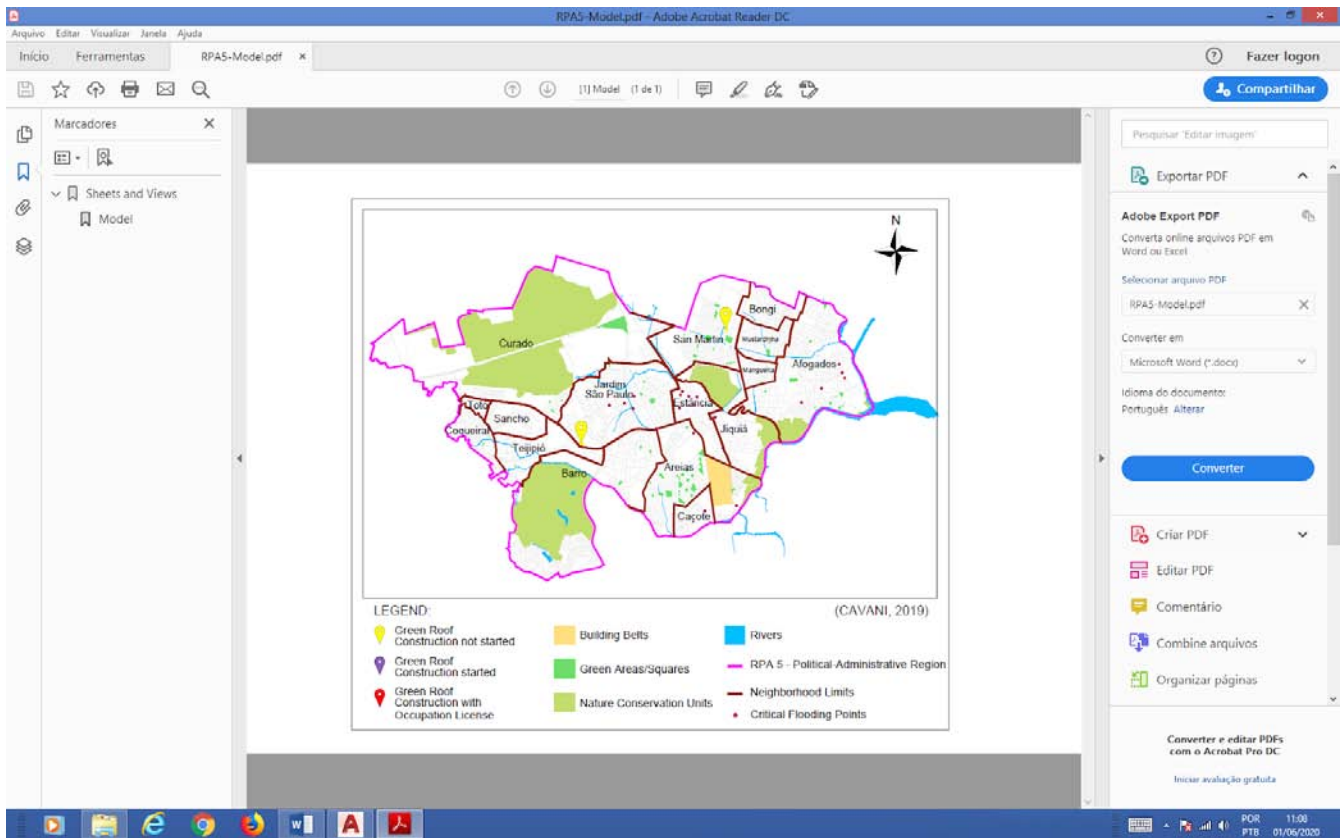 RPA5-Model.pdf - Adobe Acrobat Reader DC
Arquivo Editar Visualizar Janela Ajuda
Início Ferramentas RPA5-Model.pdf ×
Fazer logon
[1] Model (1 de 1)
Compartilhar
Marcadores
Sheets and Views
Model
N
Bongi
Curado
San Martin
Mustardinha
Mangueira
Afogados
Jardim
São Paulo
Estância
Totó
Sancho
Coqueiral
Jiquiá
Tejipió
Barro
Areias
Caçote
LEGEND:
(CAVANI, 2019)
Green Roof
Construction not started
Green Roof
Construction started
Green Roof
Construction with
Occupation License
Building Belts
Green Areas/Squares
Nature Conservation Units
Rivers
RPA 5 - Political-Administrative Region
Neighborhood Limits
Critical Flooding Points
Pesquisar 'Editar imagem'
Exportar PDF
Adobe Export PDF
Converta online arquivos PDF em
Word ou Excel
Selecionar arquivo PDF
RPA5-Model.pdf
Converter em
Microsoft Word (*.docx)
Idioma do documento:
Português Alterar
Converter
Criar PDF
Editar PDF
Comentário
Combine arquivos
Organizar páginas
Converter e editar PDFs
com o Acrobat Pro DC
Iniciar avaliação gratuita
POR 11:08
PTB 01/06/2020